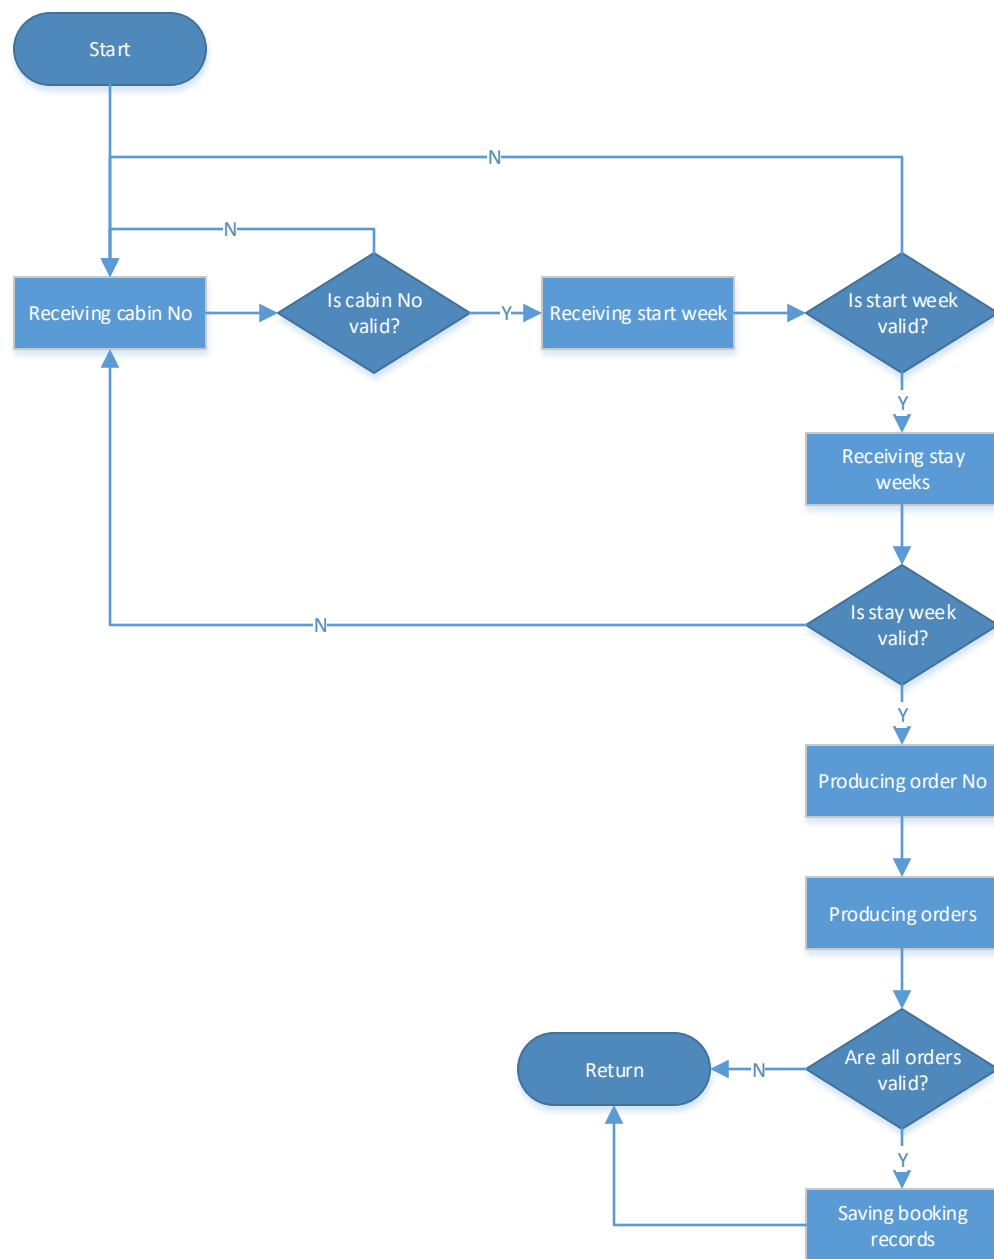 Start
N
N
Receiving cabin No
Is cabin No
valid?
Y
Receiving start week
Is start week
valid?
Y
Receiving stay
weeks
Is stay week
valid?
N
Y
Producing order No
Producing orders
Are all orders
valid?
N
Return
Y
Saving booking
records